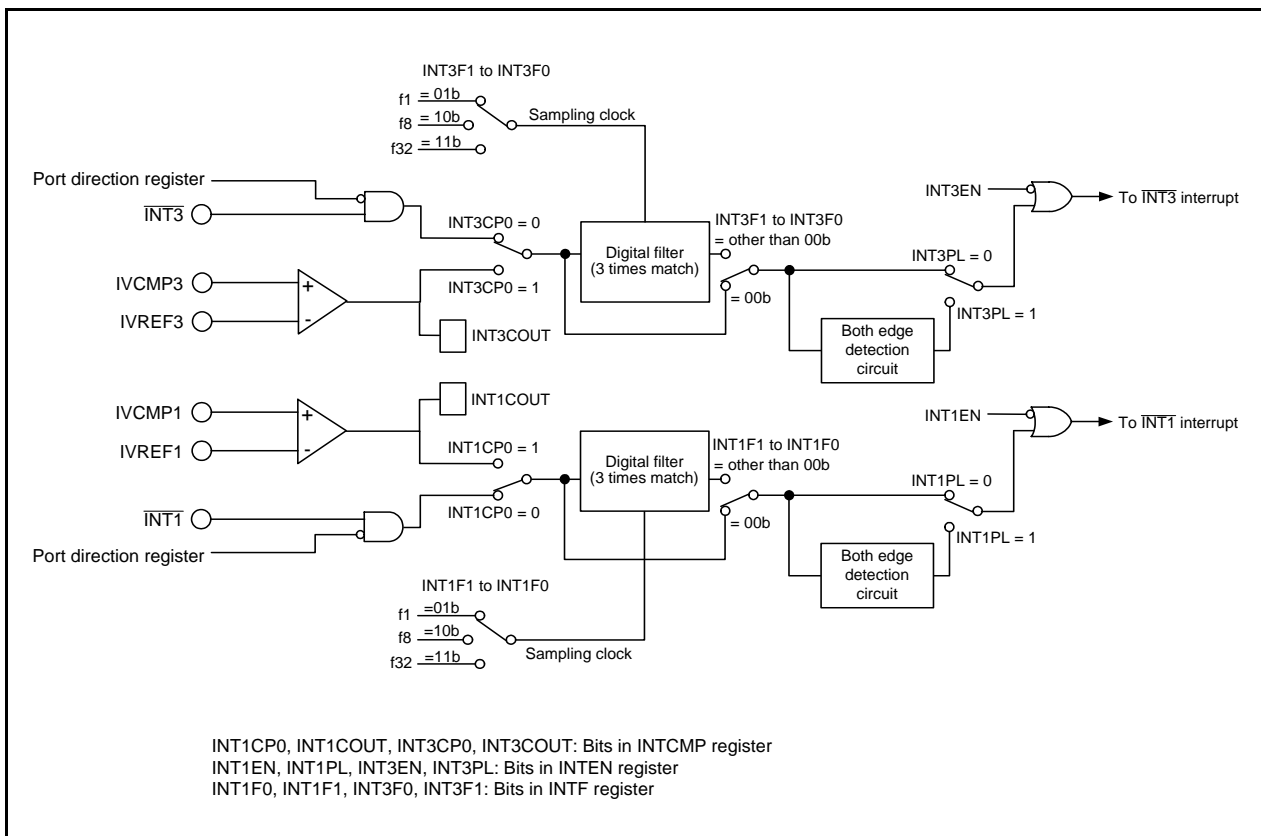 INT3F1 to INT3F0
f1 = 01b
f8 = 10b
f32 = 11b
Sampling clock
Port direction register
INT3
INT3CP0 = 0
IVCMP3
IVREF3
+
-
INT3CP0 = 1
INT3COUT
Digital filter
(3 times match)
INT3F1 to INT3F0
= other than 00b
= 00b
INT3EN
To INT3 interrupt
INT3PL = 0
INT3PL = 1
Both edge
detection
circuit
IVCMP1
IVREF1
+
-
INT1COUT
INT1CP0 = 1
INT1CP0 = 0
INT1
Port direction register
Digital filter
(3 times match)
INT1F1 to INT1F0
= other than 00b
= 00b
INT1EN
To INT1 interrupt
INT1PL = 0
INT1PL = 1
Both edge
detection
circuit
INT1F1 to INT1F0
f1 =01b
f8 =10b
f32 =11b
Sampling clock
INT1CP0, INT1COUT, INT3CP0, INT3COUT: Bits in INTCMP register
INT1EN, INT1PL, INT3EN, INT3PL: Bits in INTEN register
INT1F0, INT1F1, INT3F0, INT3F1: Bits in INTF register